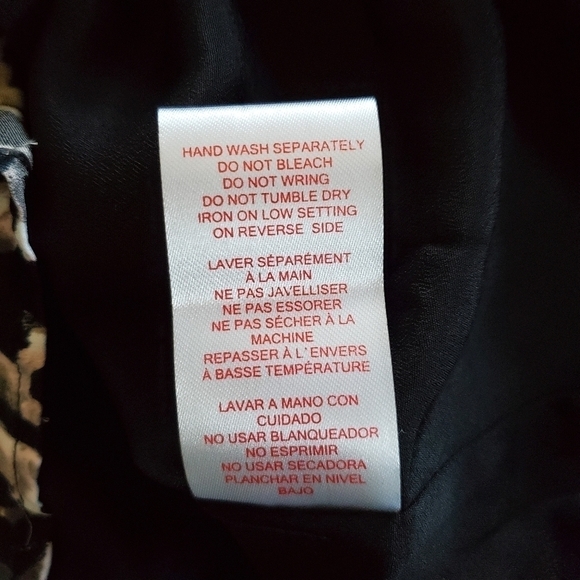 HAND WASH SEPARATELY
DO NOT BLEACH
DO NOT WRING
DO NOT TUMBLE DRY
IRON ON LOW SETTING
ON REVERSE SIDE
LAVER SÉPARÉMENT
À LA MAIN
NE PAS JAVELLISER
NE PAS ESSORER
NE PAS SÉCHER À LA
MACHINE
REPASSER À L`ENVERS
À BASSE TEMPÉRATURE
LAVAR A MANO CON
CUIDADO
NO USAR BLANQUEADOR
NO ESPRIMIR
NO USAR SECADORA
PLANCHAR EN NIVEL
BAJO